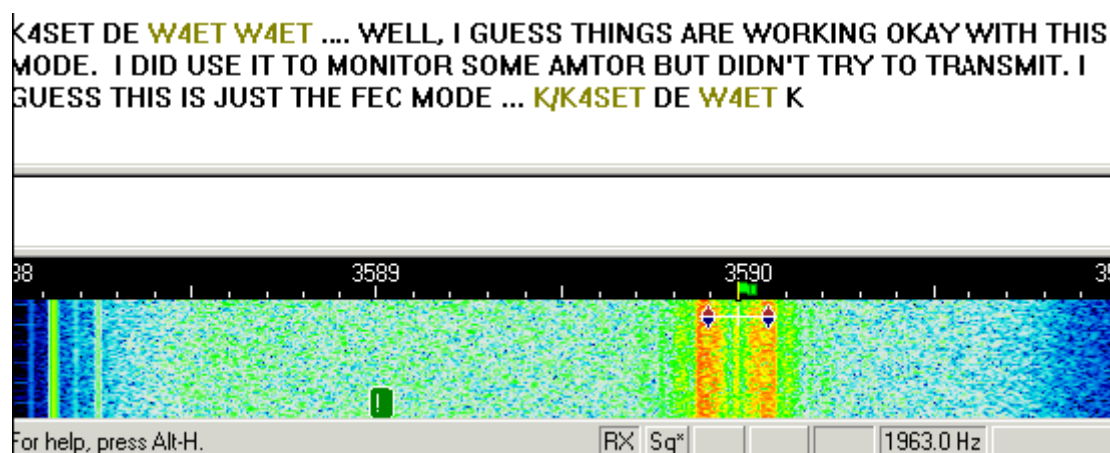 K4SET DE W4ET W4ET .... WELL, I GUESS THINGS ARE WORKING OKAY WITH THIS
MODE.  I DID USE IT TO MONITOR SOME AMTOR BUT DIDN'T TRY TO TRANSMIT. I
GUESS THIS IS JUST THE FEC MODE ... K/K4SET DE W4ET K
38 3589 3590 3
For help, press Alt-H. RX Sq* 1963.0 Hz